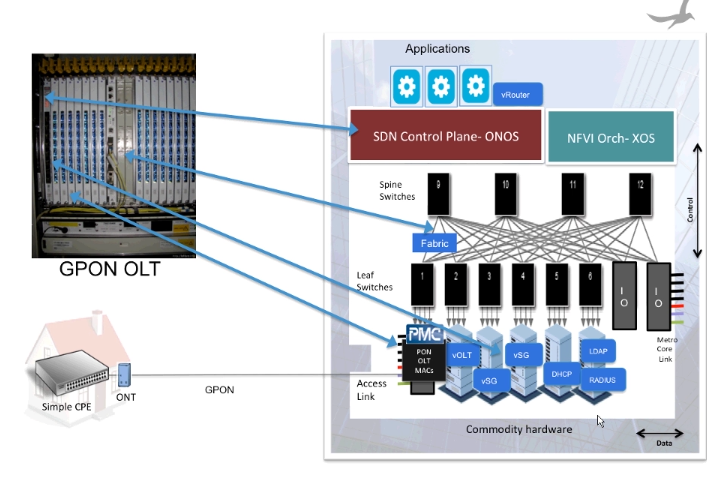 Applications
vRouter
SDN Control Plane- ONOS
NFVI Orch- XOS
Spine
Switches
9
10
11
12
Control
Fabric
GPON OLT
Leaf
Switches
1
2
3
4
5
6
I
O
I
O
PMC
PON
OLT
MACs
vOLT
vSG
vSG
DHCP
LDAP
RADIUS
Metro
Core
Link
Access
Link
GPON
Simple CPE
ONT
Commodity hardware
Data